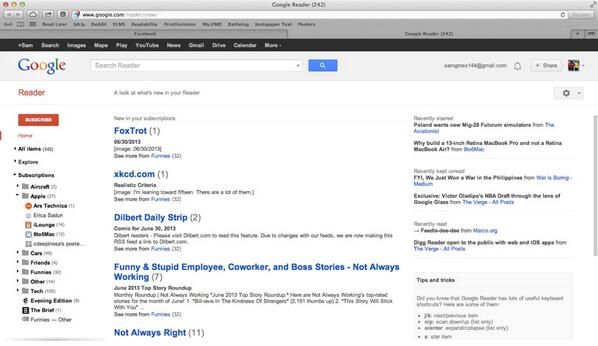 Google Reader (242)
www.google.com/reader/view/
Reader
Read Later bit.ly Reddit ELMS Readability Printliminator MyJMS Battlelog Instapaper Text Posters
Facebook
Google Reader (242)
+Sam Search Images Maps Play YouTube News Gmail Drive Calendar More
Google
Search Reader
samgross144@gmail.com
+ Share
Reader
A look at what's new in your Reader
SUBSCRIBE
Home
All items (242)
Explore
Subscriptions
Aircraft (2)
Apple (27)
Ars Technica (1)
Erica Sadun
iLounge (14)
9to5Mac (12)
cdespinosa's poste...
Cars (49)
Friends (4)
Funnies (32)
Other (14)
Tech (105)
Evening Edition (8)
The Brief (1)
Funnies — Other
New in your subscriptions
FoxTrot (1)
06/30/2013
[image: 06/30/2013]
See more from Funnies (32)
xkcd.com (1)
Realistic Criteria
[image: I'm leaning toward fifteen. There are a lot of them.]
See more from Funnies (32)
Dilbert Daily Strip (2)
Comic for June 30, 2013
Dilbert readers - Please visit Dilbert.com to read this feature. Due to changes with our feeds, we are now making this
RSS feed a link to Dilbert.com.
See more from Funnies (32)
Funny & Stupid Employee, Coworker, and Boss Stories - Not Always
Working (7)
June 2013 Top Story Roundup
Monthly Roundup | Not Always Working "June 2013 Top Story Roundup." Here are Not Always Working's top-rated
stories for the month of June! 1. "Bill-ievs In The Kindness Of Strangers" (2,161 thumbs up) 2. "This Story Will Stick
With You" ...
See more from Funnies (32)
Not Always Right (11)
Recently starred
Poland wants new Mig-29 Fulcrum simulators from The
Aviationist
Why build a 13-inch Retina MacBook Pro and not a Retina
MacBook Air? from 9to5Mac
Recently kept unread
FYI, We Just Won a War in the Philippines from War is Boring -
Medium
Exclusive: Victor Oladipo's NBA Draft through the lens of
Google Glass from The Verge - All Posts
Recently read
→ Feedle-dee-dee from Marco.org
Digg Reader open to the public with web and iOS apps from
The Verge - All Posts
Tips and tricks
Did you know that Google Reader has lots of useful keyboard
shortcuts? Here are some of them:
j/k: next/previous item
n/p: scan down/up (list only)
o/enter: expand/collapse (list only)
s: star item